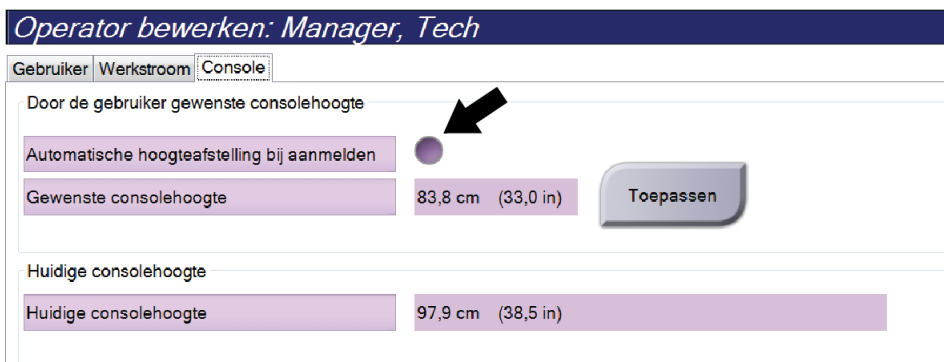 Operator bewerken: Manager, Tech
Gebruiker Werkstroom Console
Door de gebruiker gewenste consolehoogte
Automatische hoogteafstelling bij aanmelden
Gewenste consolehoogte 83,8 cm (33,0 in) Toepassen
Huidige consolehoogte
Huidige consolehoogte 97,9 cm (38,5 in)